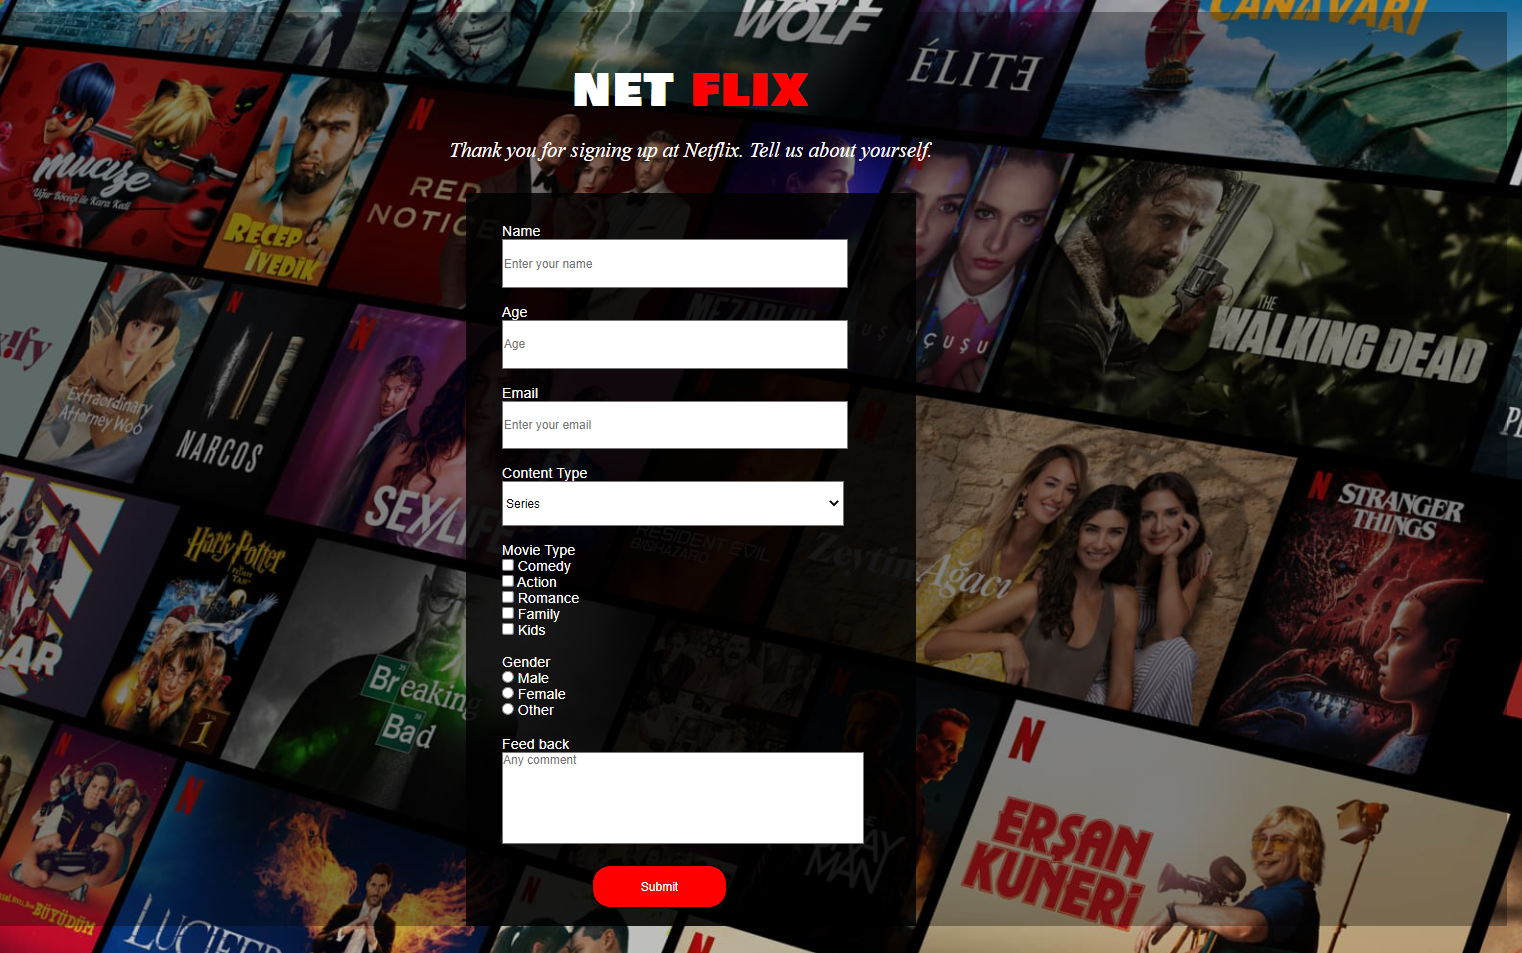 WOLF
CANAVARI
ÉLITE
NET FLIX
Thank you for signing up at Netflix. Tell us about yourself.
MUCİZE
Uğur Böceği ile Kara Kedi
RECEP
İVEDİK
RED
NOTICE
Name
Enter your name
Age
Age
Email
Enter your email
Content Type
Series
Movie Type
Comedy
Action
Romance
Family
Kids
Gender
Male
Female
Other
Feed back
Any comment
Submit
UÇUŞU
THE
WALKING DEAD
Extraordinary
Attorney Woo
NARCOS
SEX/LIFE
RESIDENT EVIL
Zeytin Ağacı
STRANGER
THINGS
Harry Potter
Breaking
Bad
BÜYÜDÜM
LUCIFER
ERŞAN
KUNERİ